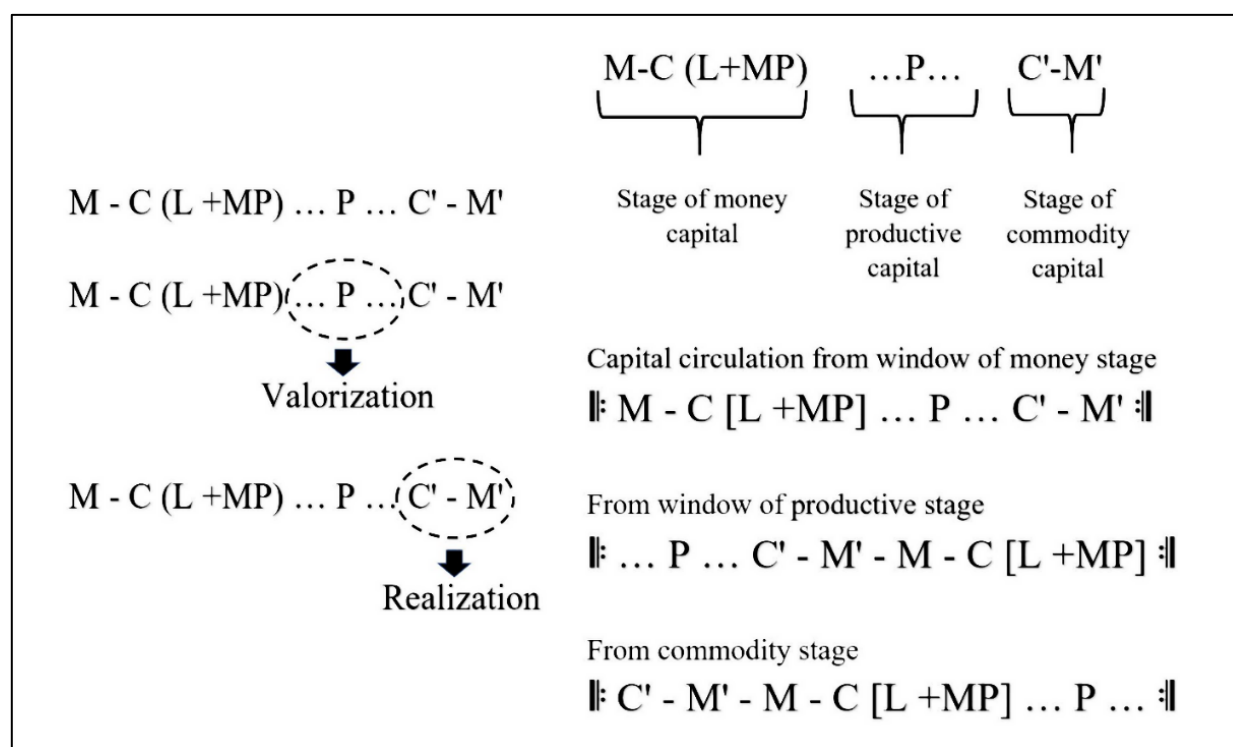 M - C (L +MP) … P … C' - M'
M - C (L +MP) … P … C' - M'
Valorization
M - C (L +MP) … P … C' - M'
Realization
M-C (L+MP)
…P…
C'-M'
Stage of money
capital
Stage of
productive
capital
Stage of
commodity
capital
Capital circulation from window of money stage
𝄆 M - C [L +MP] … P … C' - M' 𝄇
From window of productive stage
𝄆 … P … C' - M' - M - C [L +MP] 𝄇
From commodity stage
𝄆 C' - M' - M - C [L +MP] … P … 𝄇